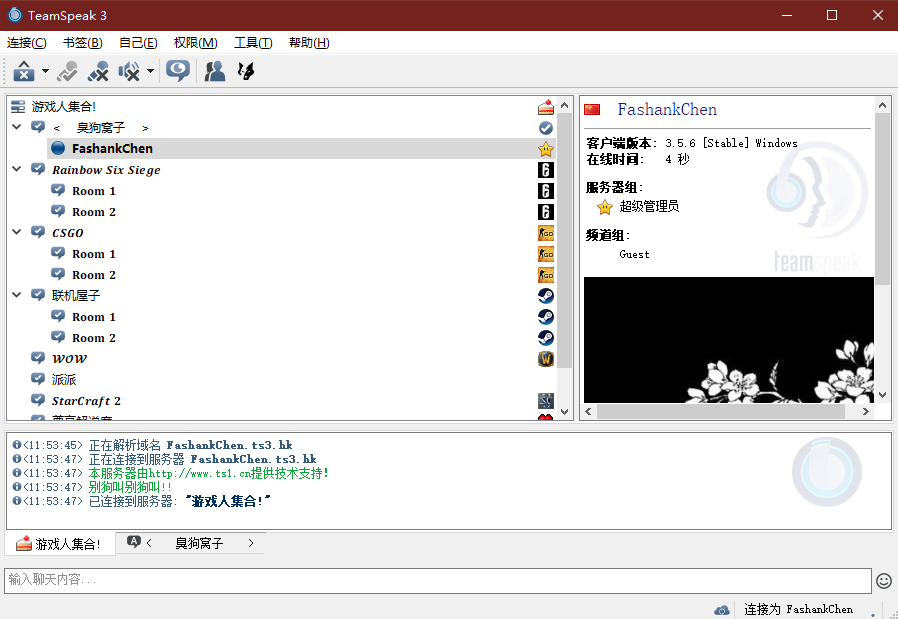 TeamSpeak 3
连接(C) 书签(B) 自己(E) 权限(M) 工具(T) 帮助(H)
游戏人集合!
< 臭狗窝子 >
FashankChen
Rainbow Six Siege
Room 1
Room 2
CSGO
Room 1
Room 2
联机屋子
Room 1
Room 2
WOW
派派
StarCraft 2
FashankChen
客户端版本: 3.5.6 [Stable] Windows
在线时间: 4 秒
服务器组:
超级管理员
频道组:
Guest
teamspeak
<11:53:45> 正在解析域名 FashankChen.ts3.hk
<11:53:47> 正在连接到服务器 FashankChen.ts3.hk
<11:53:47> 本服务器由http://www.ts1.cn提供技术支持!
<11:53:47> 别狗叫别狗叫!!
<11:53:47> 已连接到服务器: "游戏人集合!"
游戏人集合! < 臭狗窝子 >
输入聊天内容...
连接为 FashankChen